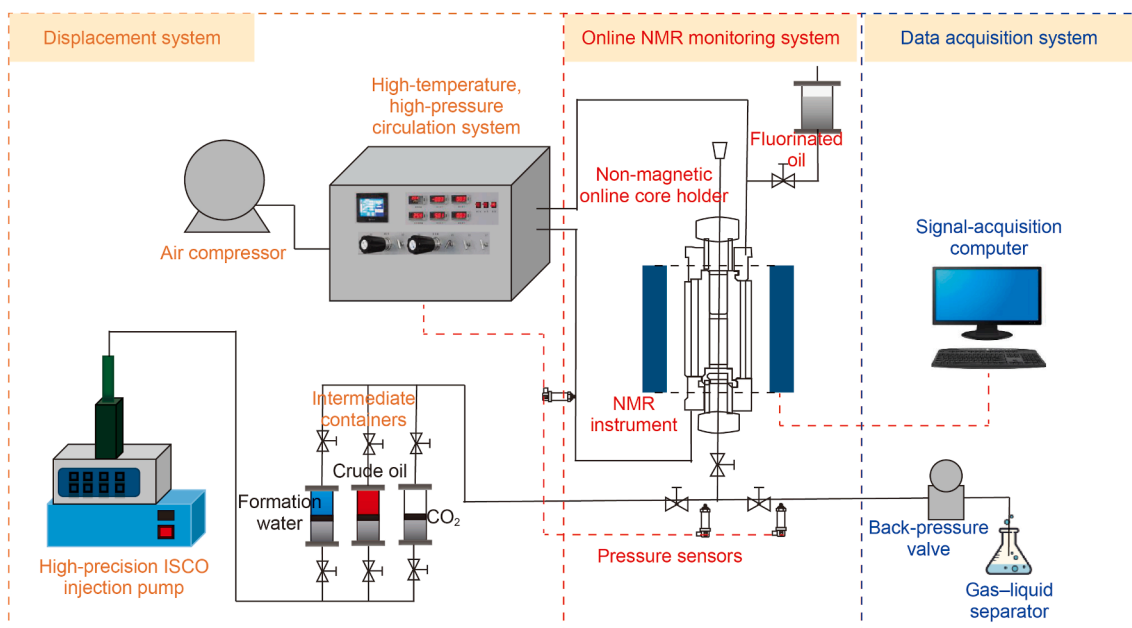 Displacement system
Online NMR monitoring system
Data acquisition system
High-temperature,
high-pressure
circulation system
Fluorinated
oil
Non-magnetic
online core holder
Air compressor
Signal-acquisition
computer
Intermediate
containers
NMR
instrument
Crude oil
Formation
water
CO₂
Back-pressure
valve
Pressure sensors
High-precision ISCO
injection pump
Gas–liquid
separator